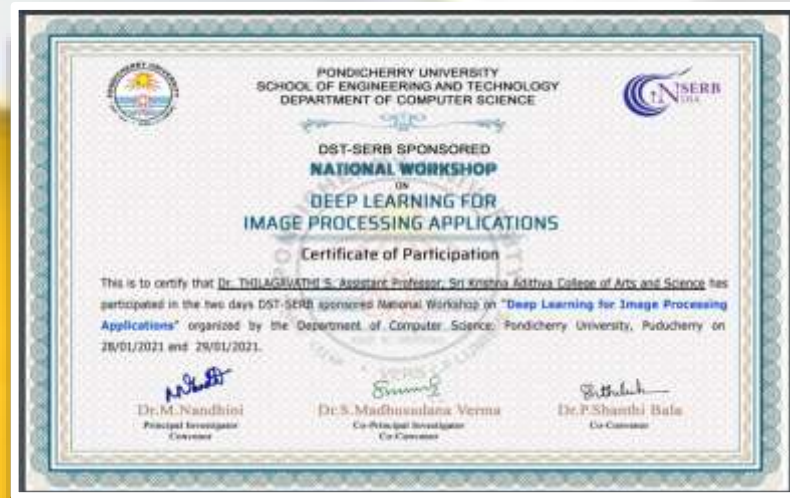 PONDICHERRY UNIVERSITY
SCHOOL OF ENGINEERING AND TECHNOLOGY
DEPARTMENT OF COMPUTER SCIENCE
SERB
INDIA
DST-SERB SPONSORED
NATIONAL WORKSHOP
ON
DEEP LEARNING FOR
IMAGE PROCESSING APPLICATIONS
Certificate of Participation
This is to certify that Dr. THILAGAVATHI S, Assistant Professor, Sri Krishna Adithya College of Arts and Science has
participated in the two days DST-SERB sponsored National Workshop on "Deep Learning for Image Processing
Applications" organized by the Department of Computer Science, Pondicherry University, Puducherry on
28/01/2021 and 29/01/2021.
Dr.M.Nandhini
Principal Investigator
Convenor
Dr.S.Madhusudana Verma
Co-Principal Investigator
Co-Convenor
Dr.P.Shanthi Bala
Co-Convenor